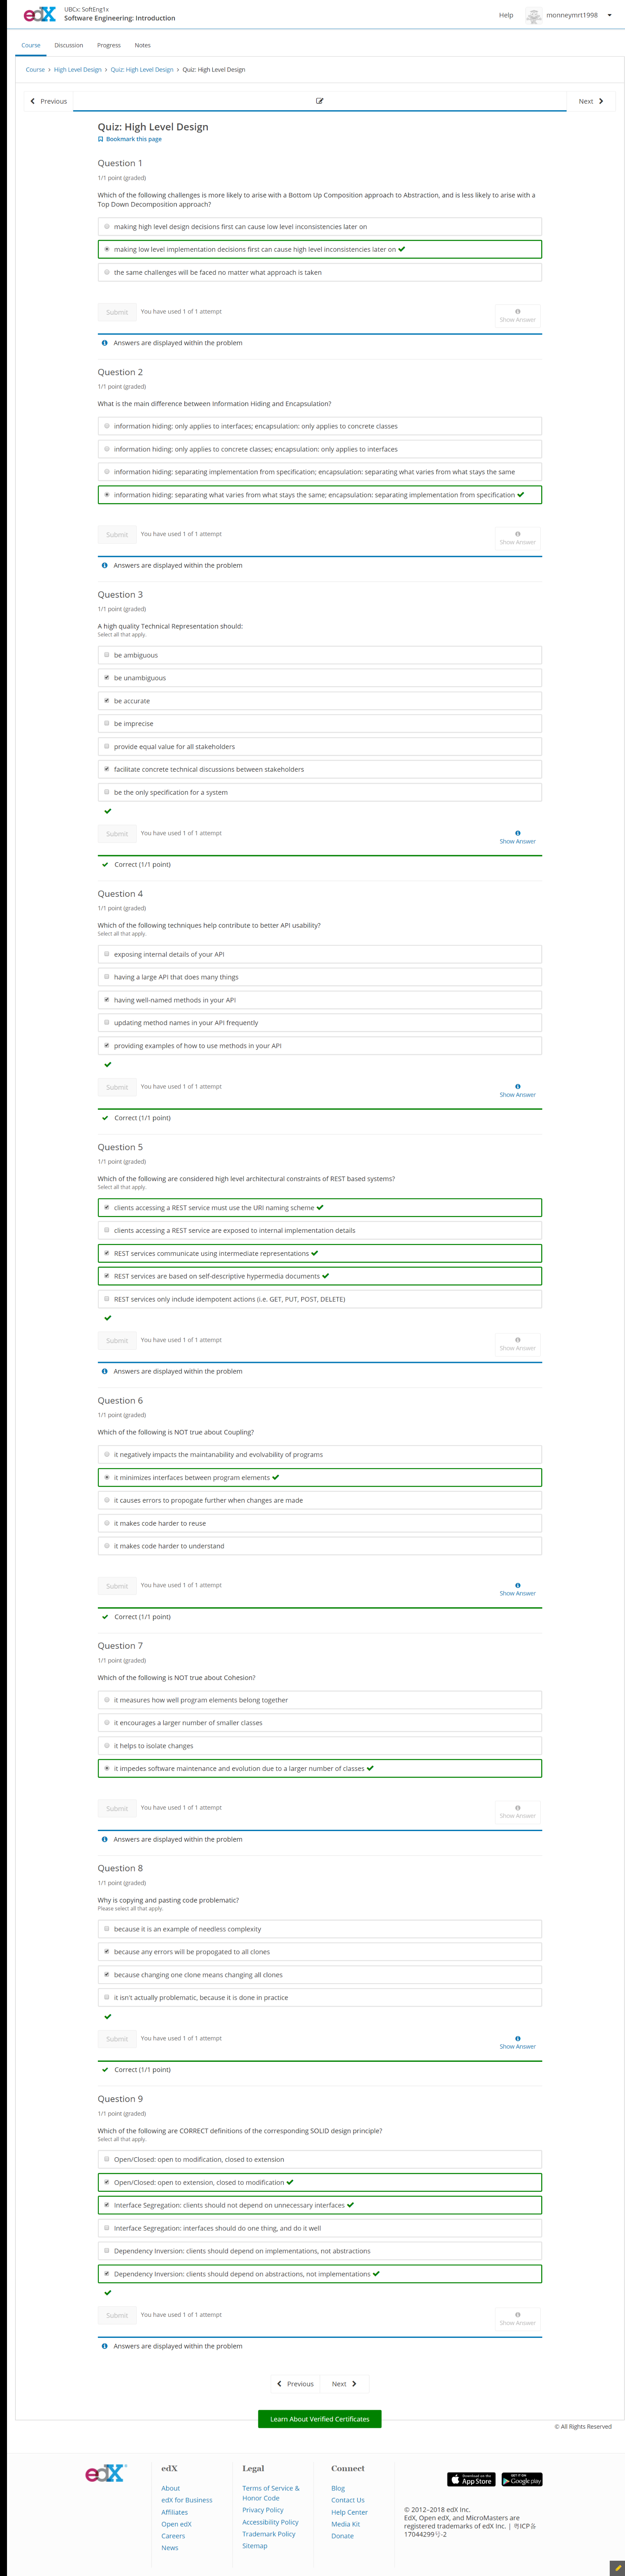 edX
UBCx: SoftEng1x
Software Engineering: Introduction
Help
monneymrt1998
Course Discussion Progress Notes
Course › High Level Design › Quiz: High Level Design › Quiz: High Level Design
Previous
Next
Quiz: High Level Design
Bookmark this page
Question 1
1/1 point (graded)
Which of the following challenges is more likely to arise with a Bottom Up Composition approach to Abstraction, and is less likely to arise with a
Top Down Decomposition approach?
making high level design decisions first can cause low level inconsistencies later on
making low level implementation decisions first can cause high level inconsistencies later on
the same challenges will be faced no matter what approach is taken
Submit
You have used 1 of 1 attempt
Show Answer
Answers are displayed within the problem
Question 2
1/1 point (graded)
What is the main difference between Information Hiding and Encapsulation?
information hiding: only applies to interfaces; encapsulation: only applies to concrete classes
information hiding: only applies to concrete classes; encapsulation: only applies to interfaces
information hiding: separating implementation from specification; encapsulation: separating what varies from what stays the same
information hiding: separating what varies from what stays the same; encapsulation: separating implementation from specification
Submit
You have used 1 of 1 attempt
Show Answer
Answers are displayed within the problem
Question 3
1/1 point (graded)
A high quality Technical Representation should:
Select all that apply.
be ambiguous
be unambiguous
be accurate
be imprecise
provide equal value for all stakeholders
facilitate concrete technical discussions between stakeholders
be the only specification for a system
Submit
You have used 1 of 1 attempt
Show Answer
Correct (1/1 point)
Question 4
1/1 point (graded)
Which of the following techniques help contribute to better API usability?
Select all that apply.
exposing internal details of your API
having a large API that does many things
having well-named methods in your API
updating method names in your API frequently
providing examples of how to use methods in your API
Submit
You have used 1 of 1 attempt
Show Answer
Correct (1/1 point)
Question 5
1/1 point (graded)
Which of the following are considered high level architectural constraints of REST based systems?
Select all that apply.
clients accessing a REST service must use the URI naming scheme
clients accessing a REST service are exposed to internal implementation details
REST services communicate using intermediate representations
REST services are based on self-descriptive hypermedia documents
REST services only include idempotent actions (i.e. GET, PUT, POST, DELETE)
Submit
You have used 1 of 1 attempt
Show Answer
Answers are displayed within the problem
Question 6
1/1 point (graded)
Which of the following is NOT true about Coupling?
it negatively impacts the maintanability and evolvability of programs
it minimizes interfaces between program elements
it causes errors to propogate further when changes are made
it makes code harder to reuse
it makes code harder to understand
Submit
You have used 1 of 1 attempt
Show Answer
Correct (1/1 point)
Question 7
1/1 point (graded)
Which of the following is NOT true about Cohesion?
it measures how well program elements belong together
it encourages a larger number of smaller classes
it helps to isolate changes
it impedes software maintenance and evolution due to a larger number of classes
Submit
You have used 1 of 1 attempt
Show Answer
Answers are displayed within the problem
Question 8
1/1 point (graded)
Why is copying and pasting code problematic?
Please select all that apply.
because it is an example of needless complexity
because any errors will be propogated to all clones
because changing one clone means changing all clones
it isn't actually problematic, because it is done in practice
Submit
You have used 1 of 1 attempt
Show Answer
Correct (1/1 point)
Question 9
1/1 point (graded)
Which of the following are CORRECT definitions of the corresponding SOLID design principle?
Select all that apply.
Open/Closed: open to modification, closed to extension
Open/Closed: open to extension, closed to modification
Interface Segregation: clients should not depend on unnecessary interfaces
Interface Segregation: interfaces should do one thing, and do it well
Dependency Inversion: clients should depend on implementations, not abstractions
Dependency Inversion: clients should depend on abstractions, not implementations
Submit
You have used 1 of 1 attempt
Show Answer
Answers are displayed within the problem
Previous Next
Learn About Verified Certificates
© All Rights Reserved
edX
edX
About
edX for Business
Affiliates
Open edX
Careers
News
Legal
Terms of Service &
Honor Code
Privacy Policy
Accessibility Policy
Trademark Policy
Sitemap
Connect
Blog
Contact Us
Help Center
Media Kit
Donate
Download on the
App Store
GET IT ON
Google play
© 2012–2018 edX Inc.
EdX, Open edX, and MicroMasters are
registered trademarks of edX Inc. | 粤ICP备
17044299号-2